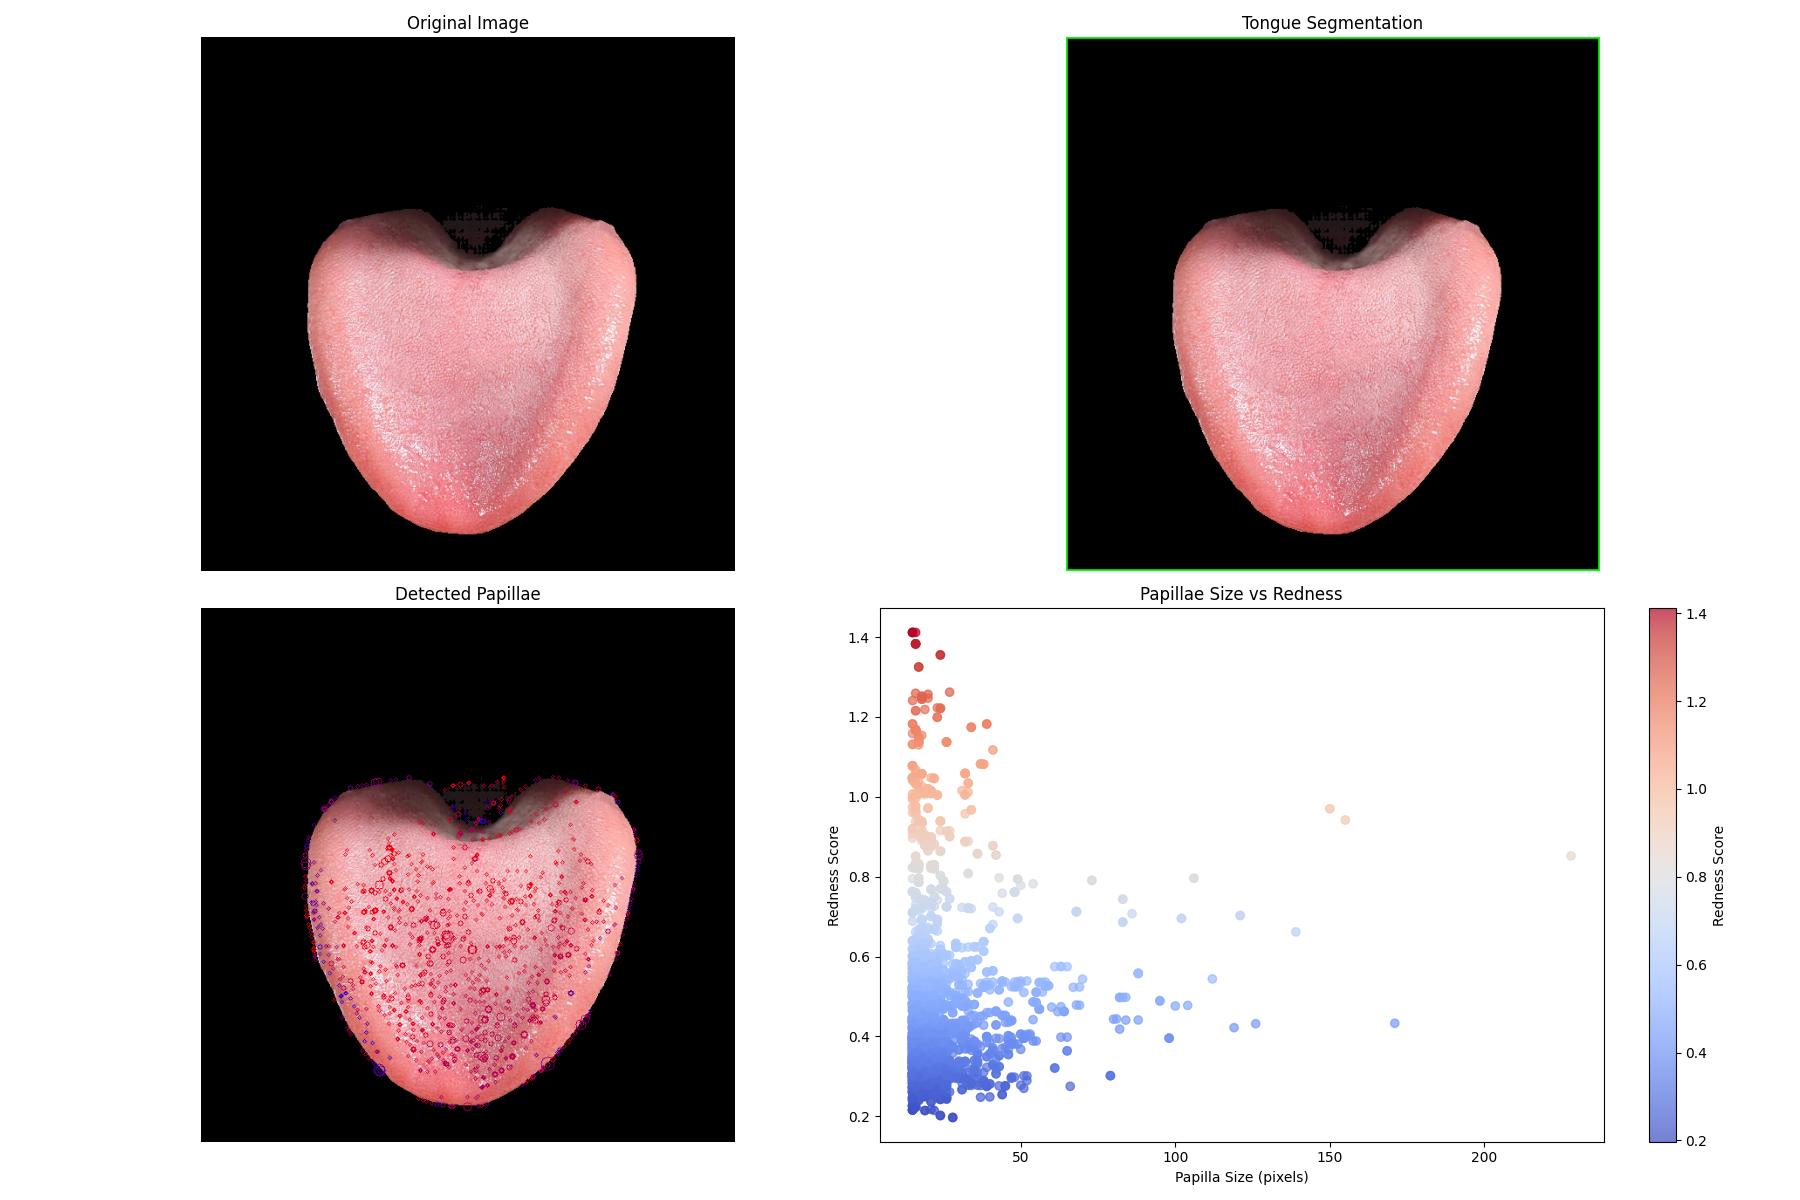 Original Image
Tongue Segmentation
Detected Papillae
Papillae Size vs Redness
1.4
1.2
1.0
0.8
0.6
0.4
0.2
Redness Score
50
100
150
200
Papilla Size (pixels)
1.4
1.2
1.0
0.8
0.6
0.4
0.2
Redness Score